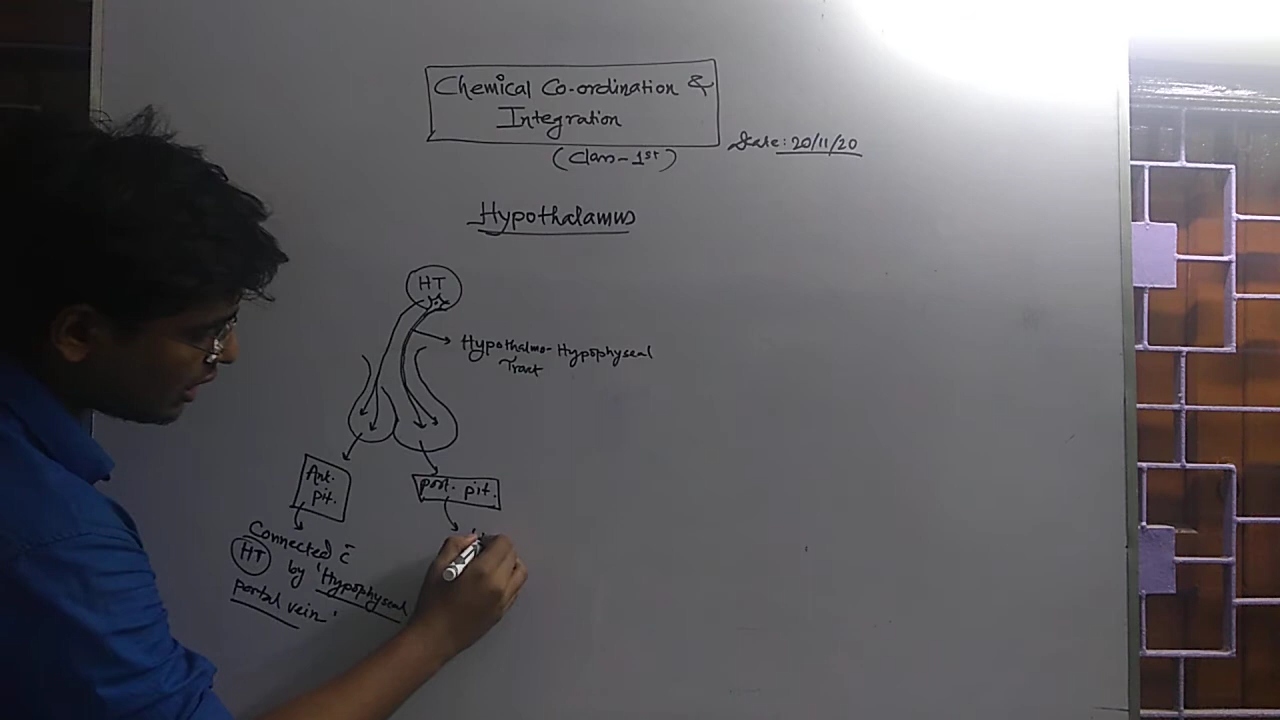 Chemical Co-ordination &
Integration
(Class-1st)
Date: 20/11/20
Hypothalamus
HT
Hypothalmo-Hypophyseal
Tract
Ant.
pit.
post. pit.
Connected c̄
HT by 'Hypophyseal
portal vein'